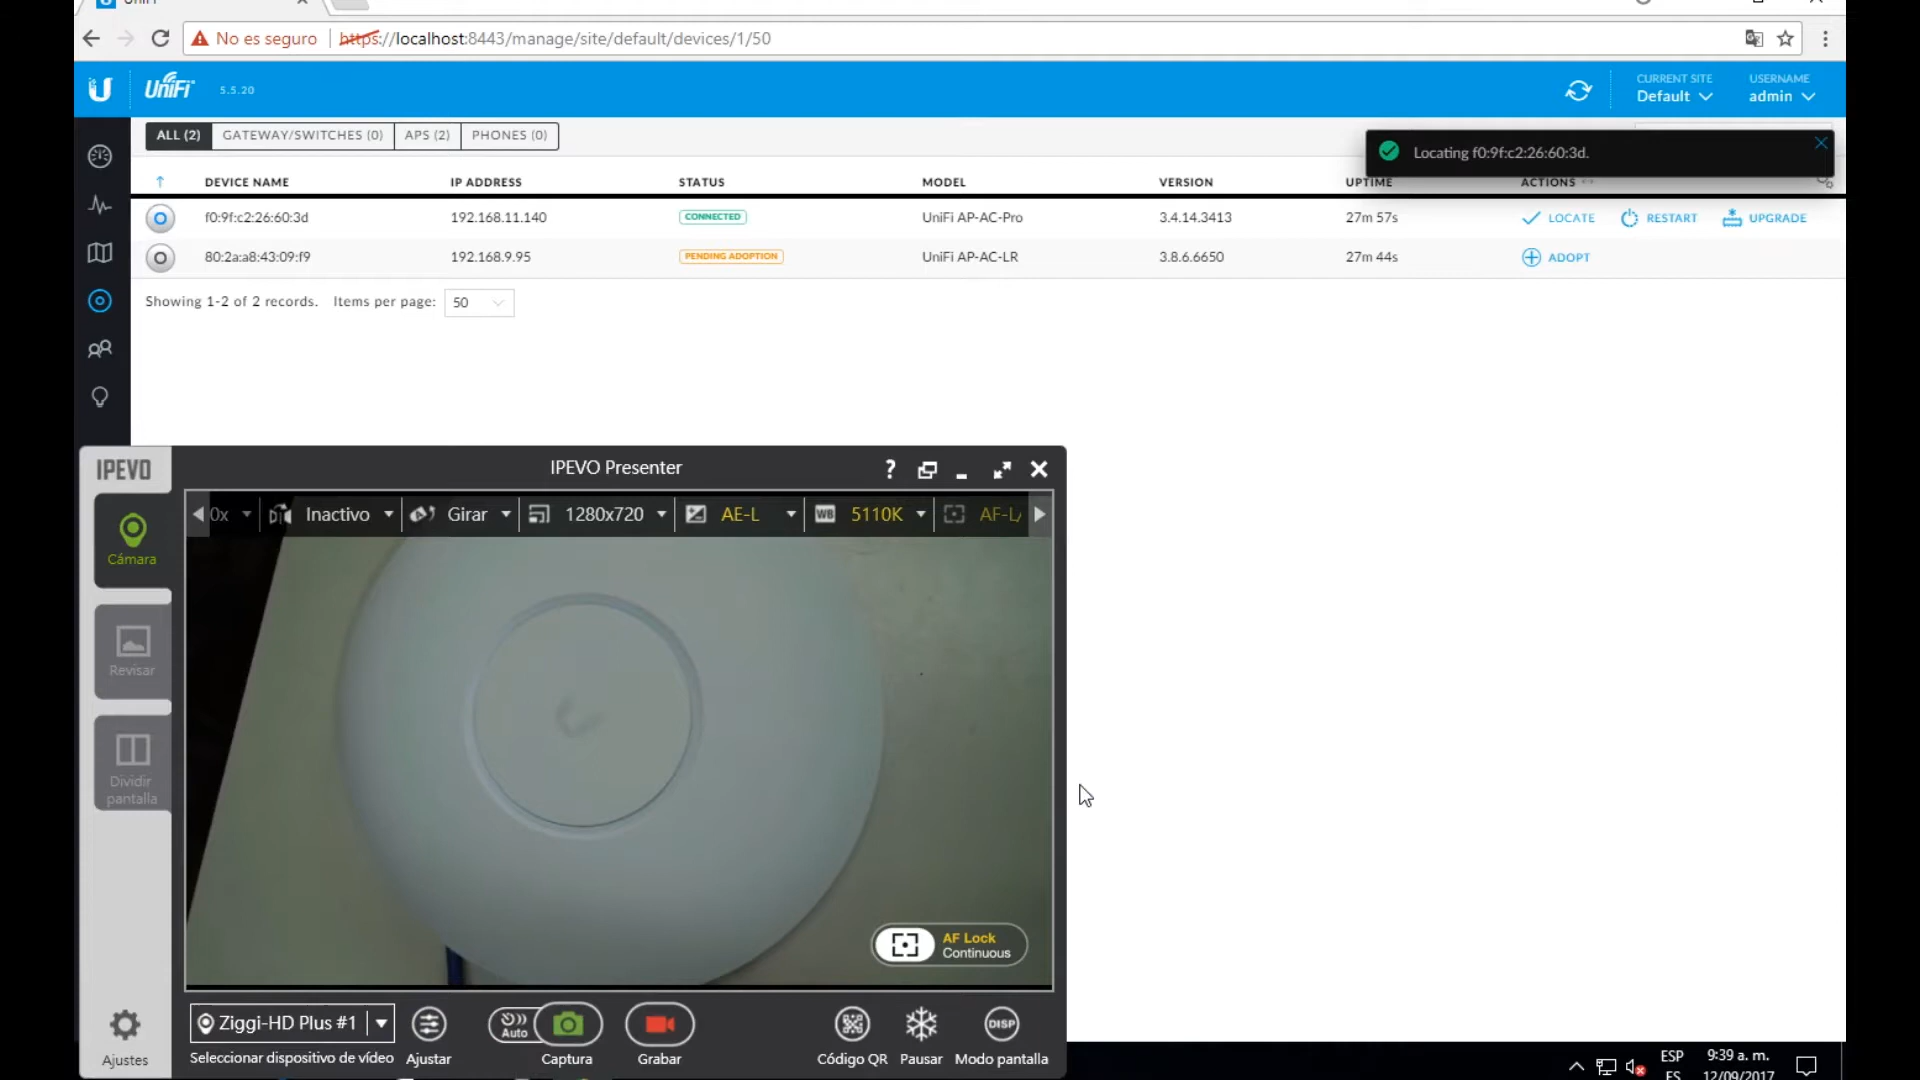 UniFi
No es seguro https://localhost:8443/manage/site/default/devices/1/50
U UniFi 5.5.20 CURRENT SITE Default USERNAME admin
ALL (2) GATEWAY/SWITCHES (0) APS (2) PHONES (0)
Locating f0:9f:c2:26:60:3d.
DEVICE NAME IP ADDRESS STATUS MODEL VERSION UPTIME ACTIONS
f0:9f:c2:26:60:3d 192.168.11.140 CONNECTED UniFi AP-AC-Pro 3.4.14.3413 27m 57s LOCATE RESTART UPGRADE
80:2a:a8:43:09:f9 192.168.9.95 PENDING ADOPTION UniFi AP-AC-LR 3.8.6.6650 27m 44s ADOPT
Showing 1-2 of 2 records. Items per page: 50
IPEVO IPEVO Presenter ?
0x Inactivo Girar 1280x720 AE-L WB 5110K AF-L
Cámara
Revisar
Dividir
pantalla
AF Lock
Continuous
Ziggi-HD Plus #1 Auto DISP
Seleccionar dispositivo de vídeo Ajustar Captura Grabar Código QR Pausar Modo pantalla
Ajustes
ESP 9:39 a. m.
ES 12/09/2017